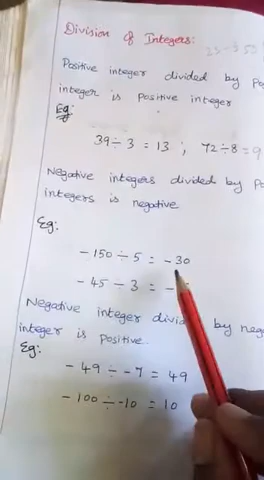 Division of Integers:
Positive integer divided by
integer is Positive integer
Eg
39÷3 = 13 ; 72÷8 = 9
Negative integers divided by
integers is negative
Eg:
-150 ÷ 5 = -30
-45 ÷ 3 = -
Negative integer by
integer is positive.
Eg:
-49 ÷ -7 = 49
-100 ÷ -10 = 10